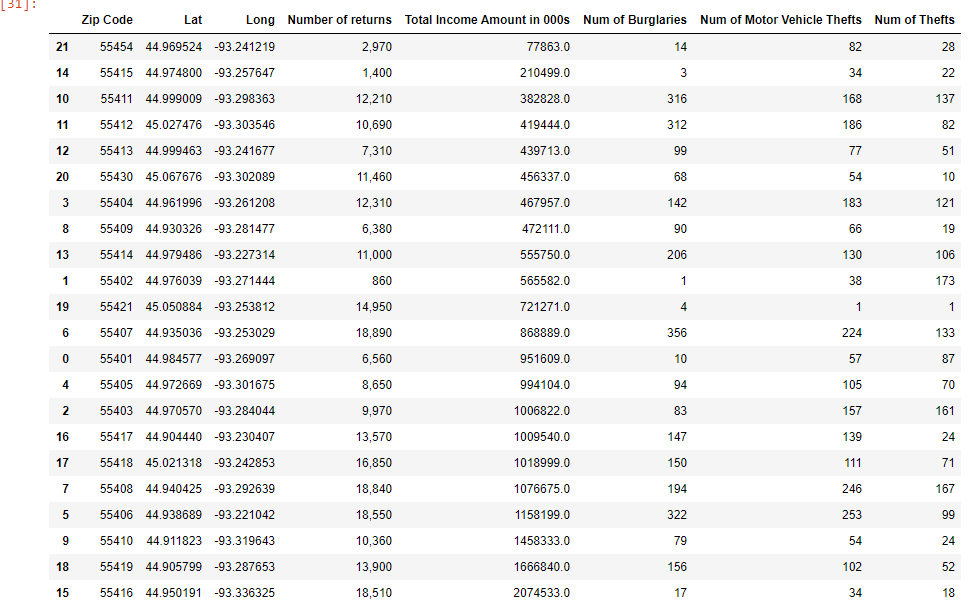 [31]:
Zip Code Lat Long Number of returns Total Income Amount in 000s Num of Burglaries Num of Motor Vehicle Thefts Num of Thefts
21 55454 44.969524 -93.241219 2,970 77863.0 14 82 28
14 55415 44.974800 -93.257647 1,400 210499.0 3 34 22
10 55411 44.999009 -93.298363 12,210 382828.0 316 168 137
11 55412 45.027476 -93.303546 10,690 419444.0 312 186 82
12 55413 44.999463 -93.241677 7,310 439713.0 99 77 51
20 55430 45.067676 -93.302089 11,460 456337.0 68 54 10
3 55404 44.961996 -93.261208 12,310 467957.0 142 183 121
8 55409 44.930326 -93.281477 6,380 472111.0 90 66 19
13 55414 44.979486 -93.227314 11,000 555750.0 206 130 106
1 55402 44.976039 -93.271444 860 565582.0 1 38 173
19 55421 45.050884 -93.253812 14,950 721271.0 4 1 1
6 55407 44.935036 -93.253029 18,890 868889.0 356 224 133
0 55401 44.984577 -93.269097 6,560 951609.0 10 57 87
4 55405 44.972669 -93.301675 8,650 994104.0 94 105 70
2 55403 44.970570 -93.284044 9,970 1006822.0 83 157 161
16 55417 44.904440 -93.230407 13,570 1009540.0 147 139 24
17 55418 45.021318 -93.242853 16,850 1018999.0 150 111 71
7 55408 44.940425 -93.292639 18,840 1076675.0 194 246 167
5 55406 44.938689 -93.221042 18,550 1158199.0 322 253 99
9 55410 44.911823 -93.319643 10,360 1458333.0 79 54 24
18 55419 44.905799 -93.287653 13,900 1666840.0 156 102 52
15 55416 44.950191 -93.336325 18,510 2074533.0 17 34 18